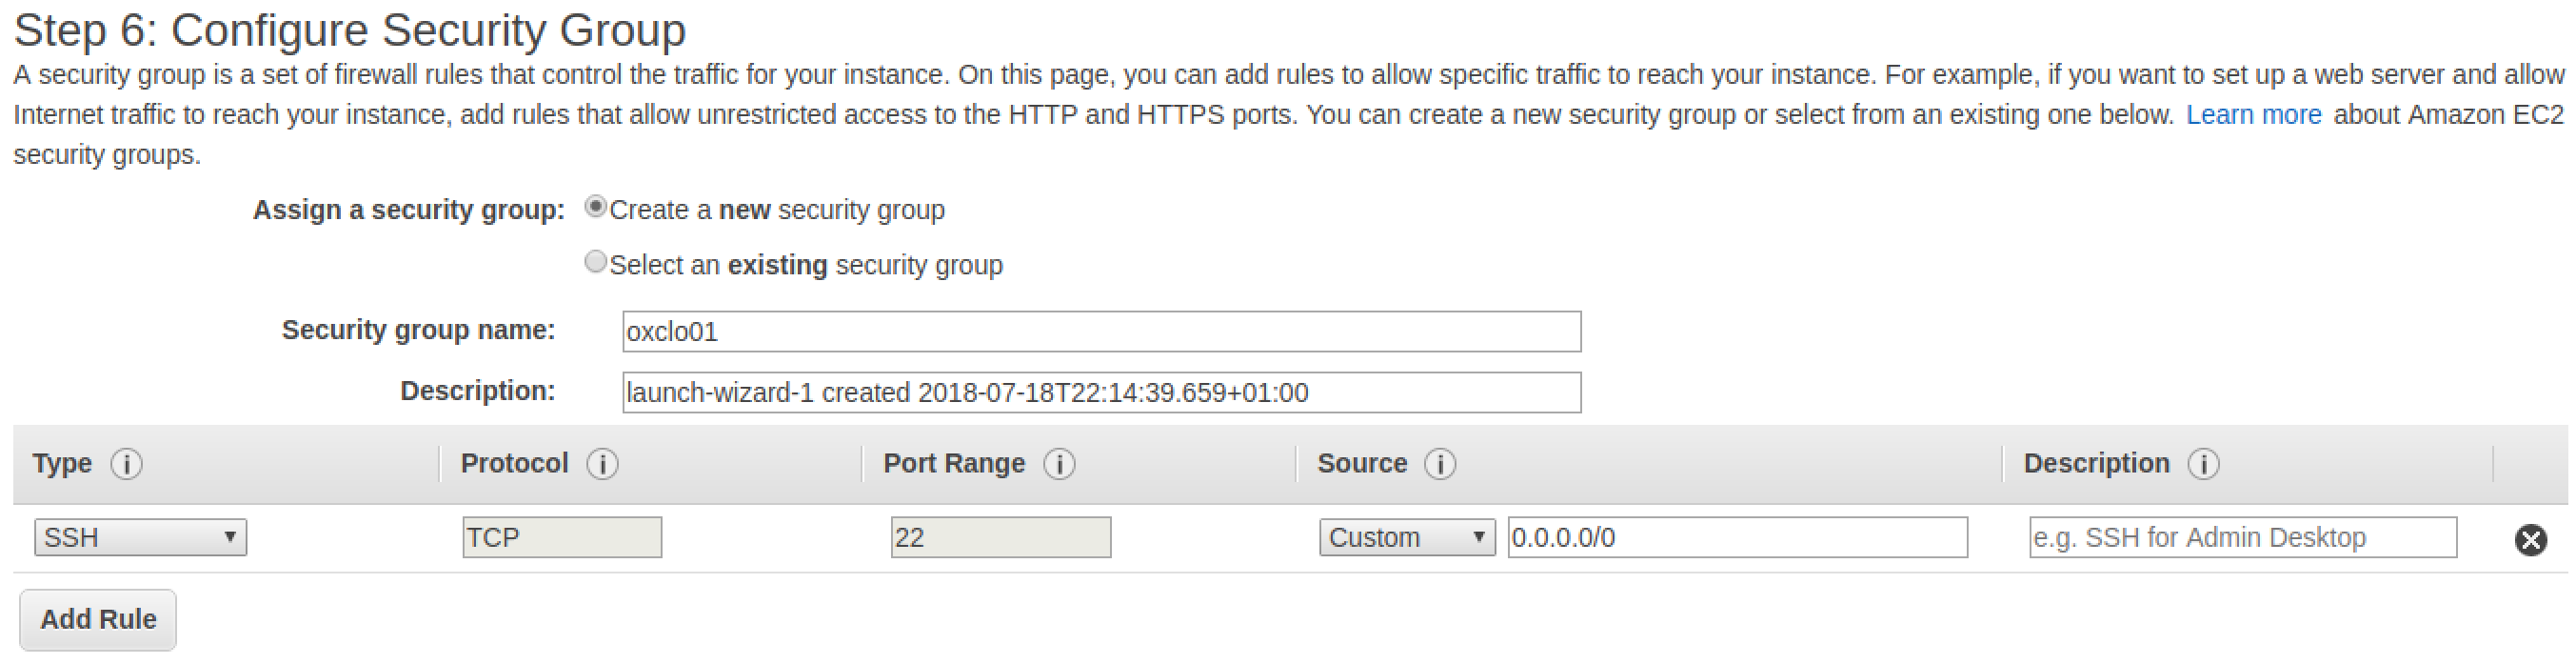 Step 6: Configure Security Group
A security group is a set of firewall rules that control the traffic for your instance. On this page, you can add rules to allow specific traffic to reach your instance. For example, if you want to set up a web server and allow
Internet traffic to reach your instance, add rules that allow unrestricted access to the HTTP and HTTPS ports. You can create a new security group or select from an existing one below. Learn more about Amazon EC2
security groups.
Assign a security group: Create a new security group
Select an existing security group
Security group name: oxclo01
Description: launch-wizard-1 created 2018-07-18T22:14:39.659+01:00
Type i Protocol i Port Range i Source i Description i
SSH TCP 22 Custom 0.0.0.0/0 e.g. SSH for Admin Desktop
Add Rule